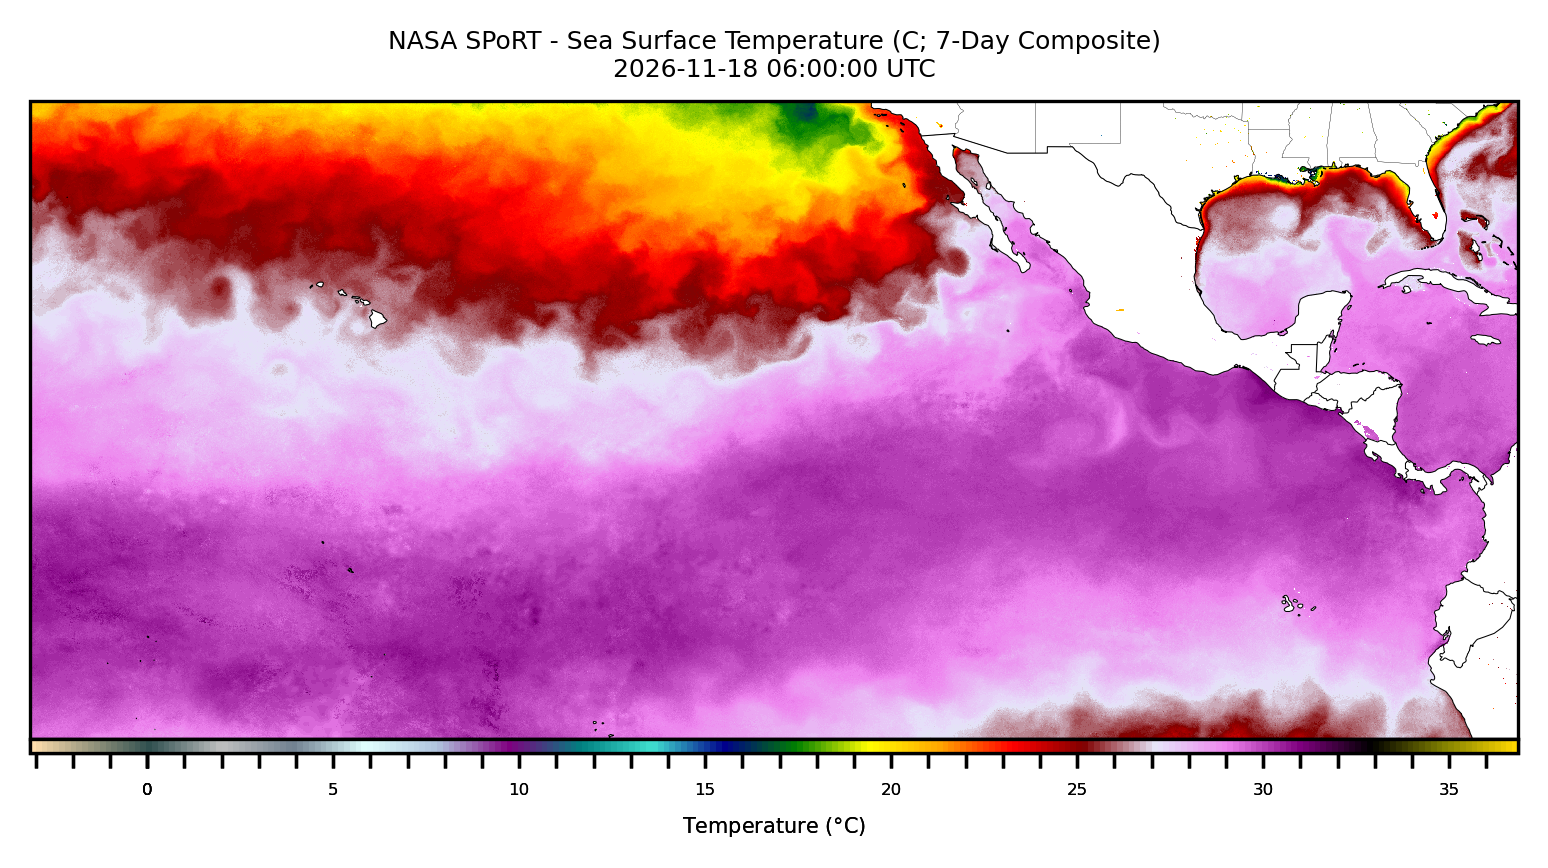 NASA SPoRT - Sea Surface Temperature (C; 7-Day Composite)
2026-11-18 06:00:00 UTC
0 5 10 15 20 25 30 35
Temperature (°C)